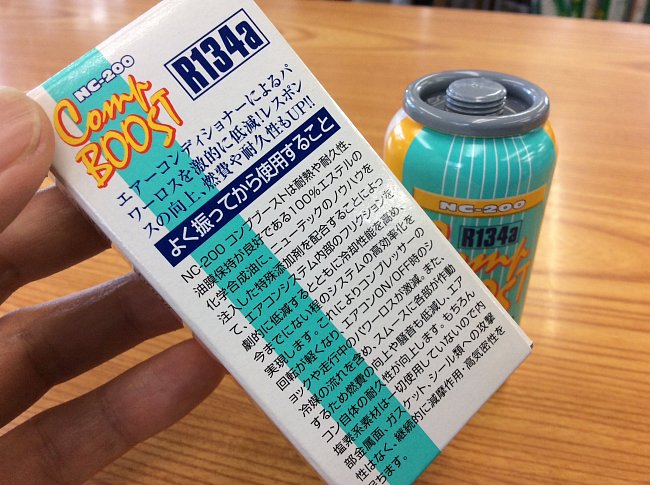 NC-200
Comp
BOOST
R134a
エアーコンディショナーによるパ
ワーロスを激的に低減!レスポン
スの向上、燃費や耐久性もUP!!
よく振ってから使用すること
NC-200 コンプブーストは耐熱や耐久性、
油膜保持が良好である100%エステルの
化学合成油に、ニューテックのノウハウを
注入した特殊添加剤を配合することによっ
て、エアコンシステム内部のフリクションを
劇的に低減するとともに冷却性能を高め、
今までにない程のシステムの高効率化を
実現します。これによりコンプレッサーの
回転が軽くなり、エアコンON/OFF時のシ
ョックや走行中のパワーロスが激減。また、
冷媒の流れを含め、スムースに各部が作動
するため燃費の向上や騒音も低減し、エア
コン自体の耐久性が向上します。もちろん
塩素系素材は一切使用していないので内
部金属面、ガスケット、シール類への攻撃
性はなく、継続的に減摩作用・高気密性を
保ちます。
NC-200
R134a
Comp
BOOST